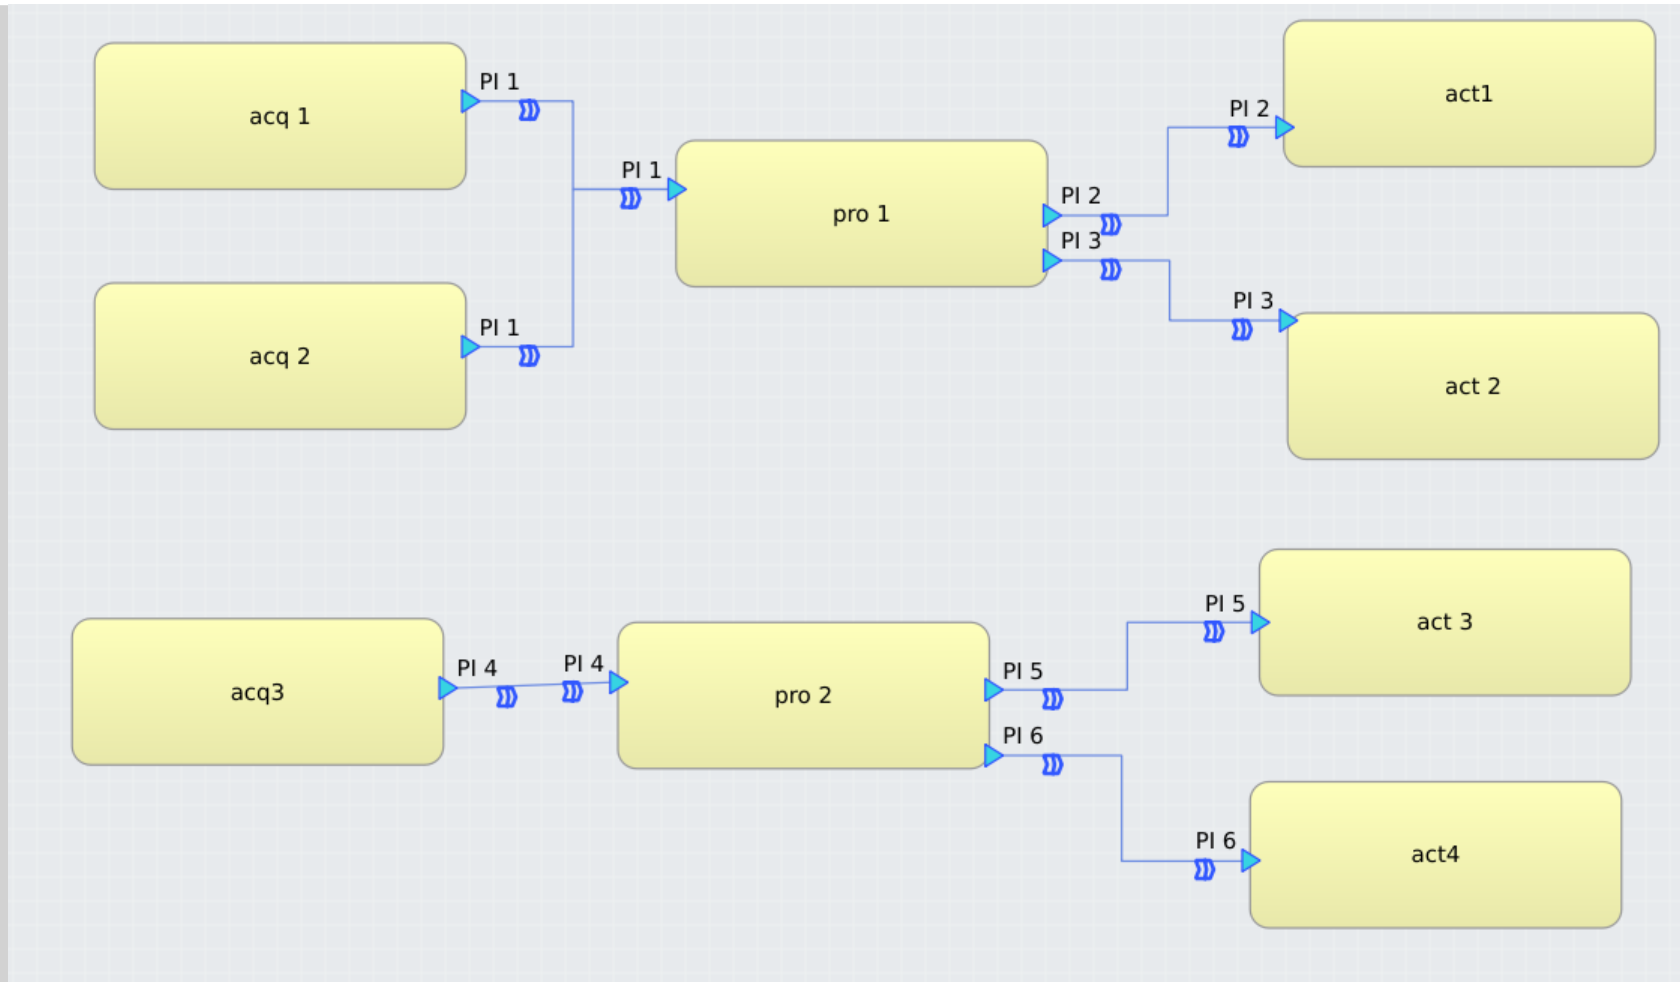 acq 1
PI 1
acq 2
PI 1
PI 1
pro 1
PI 2
PI 3
PI 2
act1
PI 3
act 2
acq3
PI 4
PI 4
pro 2
PI 5
PI 6
PI 5
act 3
PI 6
act4